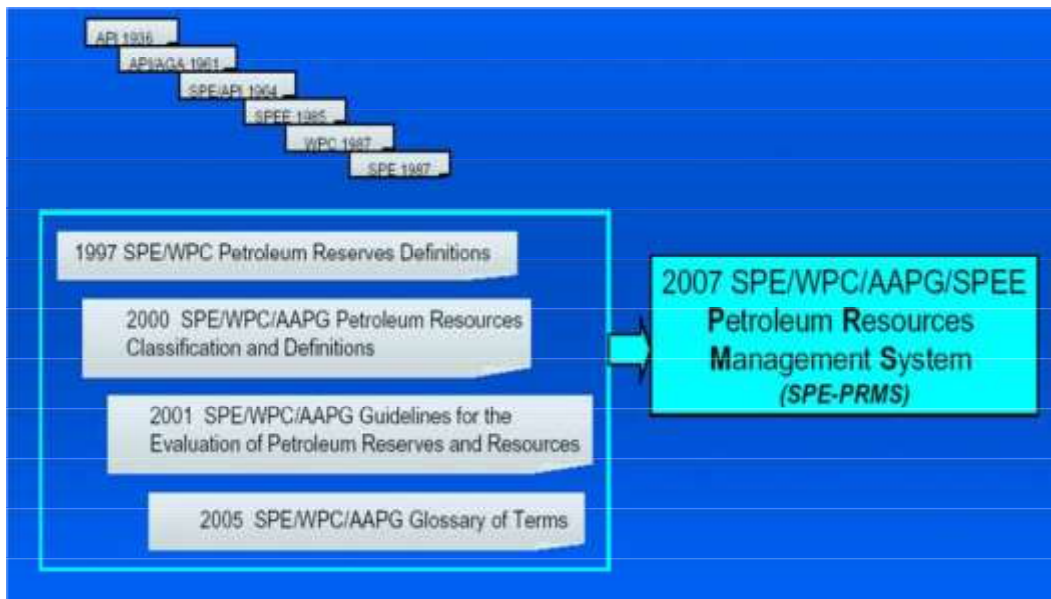 API 1936
API/AGA 1961
SPE/API 1964
SPEE 1985
WPC 1987
SPE 1987
1997 SPE/WPC Petroleum Reserves Definitions
2000 SPE/WPC/AAPG Petroleum Resources
Classification and Definitions
2001 SPE/WPC/AAPG Guidelines for the
Evaluation of Petroleum Reserves and Resources
2005 SPE/WPC/AAPG Glossary of Terms
2007 SPE/WPC/AAPG/SPEE
Petroleum Resources
Management System
(SPE-PRMS)